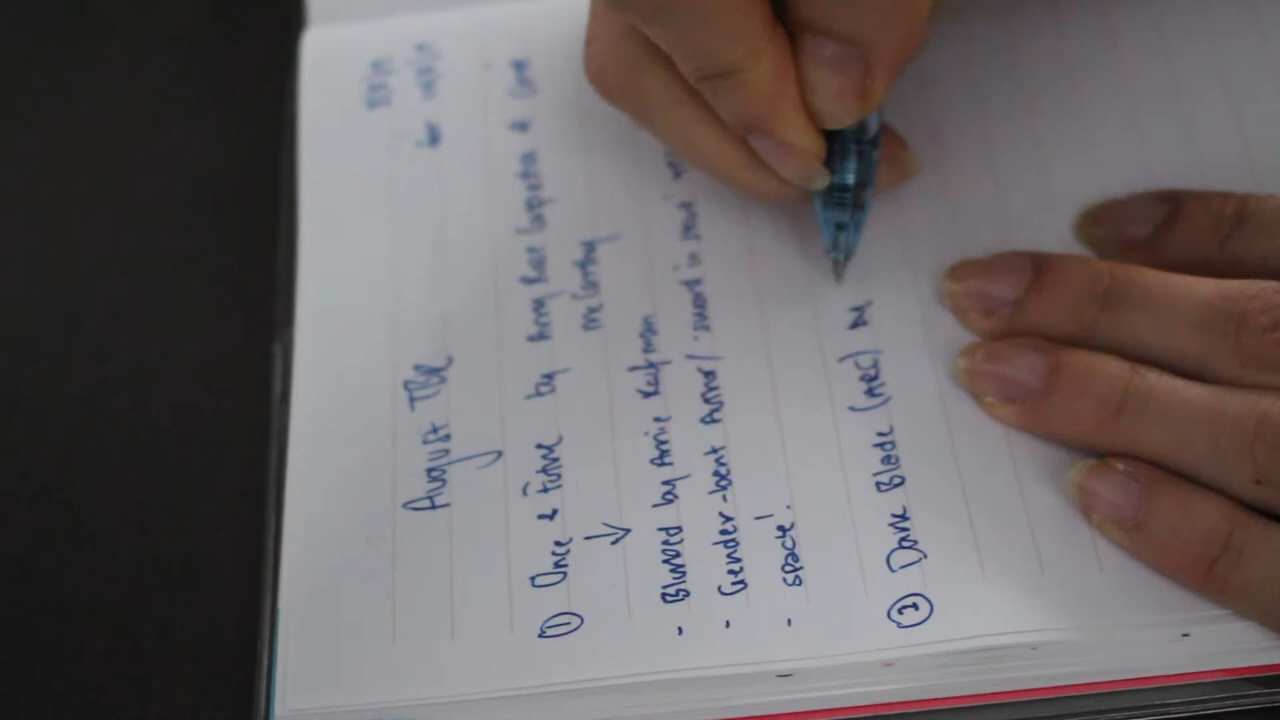 August TBR
① Once & Future by Amy Rose Capetta & Cori
McCarthy
↓
- Blurbed by Amie Kaufman
- Gender-bent Arthur/ 'sword in
- space!
② Dark Blade (ARC) by